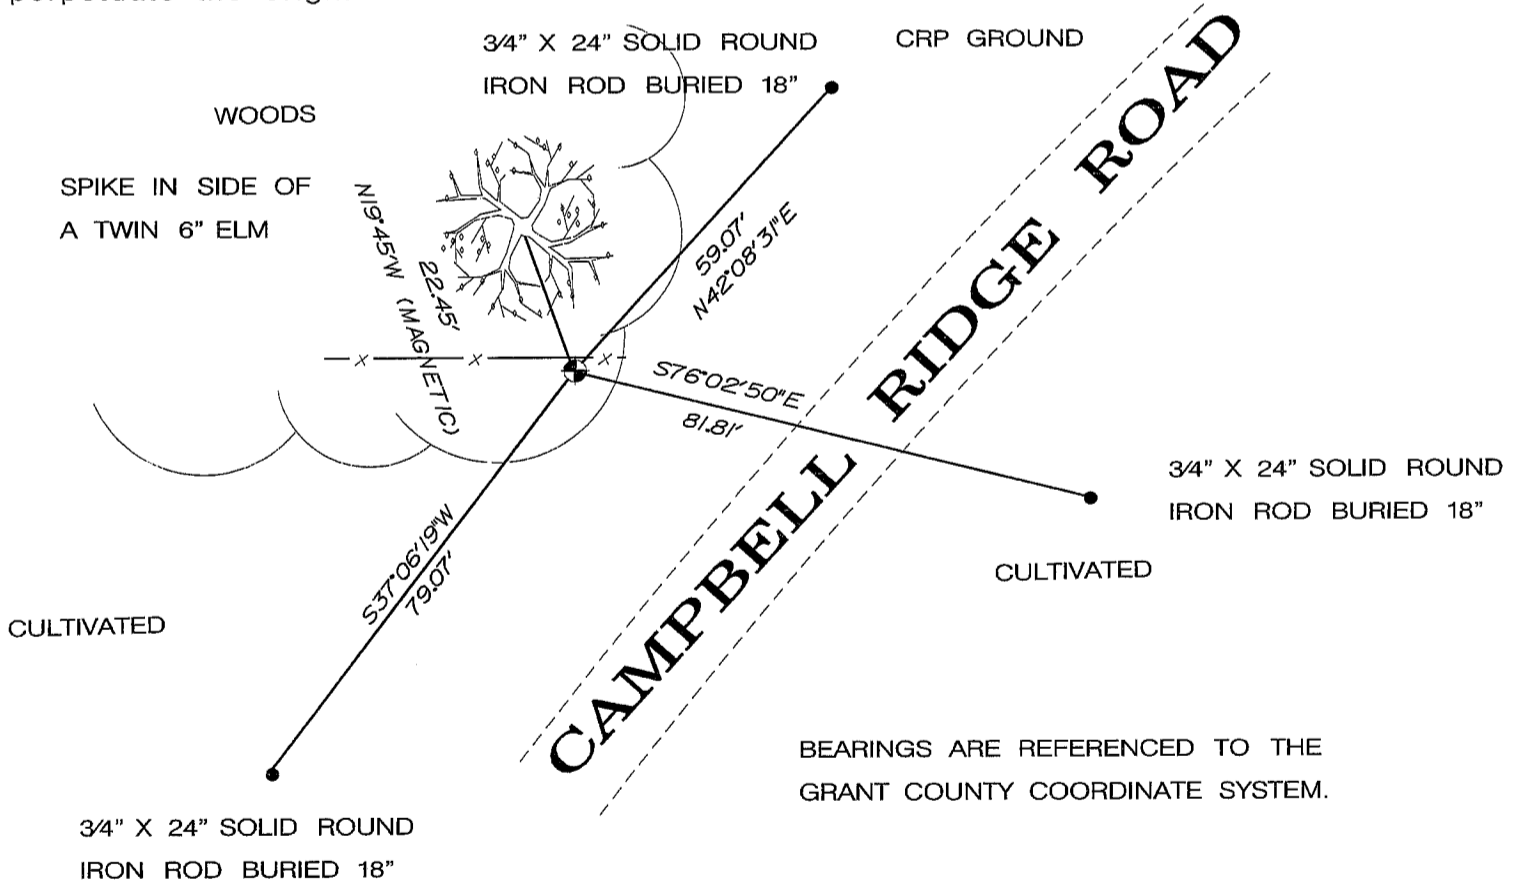 3/4" X 24" SOLID ROUND
IRON ROD BURIED 18"
CRP GROUND
WOODS
SPIKE IN SIDE OF
A TWIN 6" ELM
N19°45'W (MAGNETIC)
22.45'
59.07'
N42°08'31"E
S76°02'50"E
81.81'
CAMPBELL RIDGE ROAD
3/4" X 24" SOLID ROUND
IRON ROD BURIED 18"
CULTIVATED
S37°06'19"W
79.07'
CULTIVATED
BEARINGS ARE REFERENCED TO THE
GRANT COUNTY COORDINATE SYSTEM.
3/4" X 24" SOLID ROUND
IRON ROD BURIED 18"